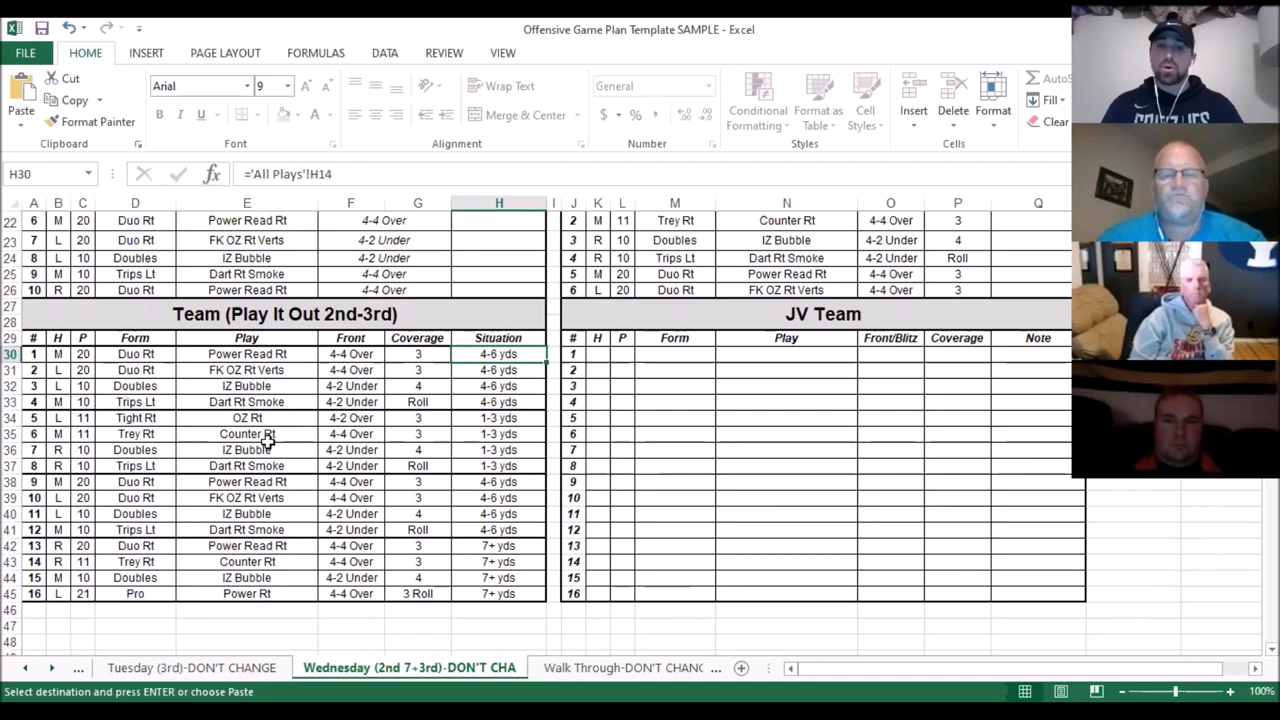 Offensive Game Plan Template SAMPLE - Excel
FILE HOME INSERT PAGE LAYOUT FORMULAS DATA REVIEW VIEW
Cut Arial 9 Wrap Text General
Copy Paste Format Painter Merge & Center $ % , Conditional Formatting Format as Table Cell Styles Insert Delete Format Fill Clear
Clipboard Font Alignment Number Styles Cells
H30 fx ='All Plays'!H14
A B C D E F G H I J K L M N O P Q
22 6 M 20 Duo Rt Power Read Rt 4-4 Over 2 M 11 Trey Rt Counter Rt 4-4 Over 3
23 7 L 20 Duo Rt FK OZ Rt Verts 4-2 Under 3 R 10 Doubles IZ Bubble 4-2 Under 4
24 8 L 10 Doubles IZ Bubble 4-2 Under 4 R 10 Trips Lt Dart Rt Smoke 4-2 Under Roll
25 9 M 10 Trips Lt Dart Rt Smoke 4-4 Over 5 M 20 Duo Rt Power Read Rt 4-4 Over 3
26 10 R 20 Duo Rt Power Read Rt 4-4 Over 6 L 20 Duo Rt FK OZ Rt Verts 4-4 Over 3
27 Team (Play It Out 2nd-3rd) JV Team
28
29 # H P Form Play Front Coverage Situation # H P Form Play Front/Blitz Coverage Note
30 1 M 20 Duo Rt Power Read Rt 4-4 Over 3 4-6 yds 1
31 2 L 20 Duo Rt FK OZ Rt Verts 4-4 Over 3 4-6 yds 2
32 3 L 10 Doubles IZ Bubble 4-2 Under 4 4-6 yds 3
33 4 M 10 Trips Lt Dart Rt Smoke 4-2 Under Roll 4-6 yds 4
34 5 L 11 Tight Rt OZ Rt 4-2 Over 3 1-3 yds 5
35 6 M 11 Trey Rt Counter Rt 4-4 Over 3 1-3 yds 6
36 7 R 10 Doubles IZ Bubble 4-2 Under 4 1-3 yds 7
37 8 R 10 Trips Lt Dart Rt Smoke 4-2 Under Roll 1-3 yds 8
38 9 M 20 Duo Rt Power Read Rt 4-4 Over 3 4-6 yds 9
39 10 L 20 Duo Rt FK OZ Rt Verts 4-4 Over 3 4-6 yds 10
40 11 L 10 Doubles IZ Bubble 4-2 Under 4 4-6 yds 11
41 12 M 10 Trips Lt Dart Rt Smoke 4-2 Under Roll 4-6 yds 12
42 13 R 20 Duo Rt Power Read Rt 4-4 Over 3 7+ yds 13
43 14 R 11 Trey Rt Counter Rt 4-4 Over 3 7+ yds 14
44 15 M 10 Doubles IZ Bubble 4-2 Under 4 7+ yds 15
45 16 L 21 Pro Power Rt 4-4 Over 3 Roll 7+ yds 16
46
47
48
... Tuesday (3rd)-DON'T CHANGE Wednesday (2nd 7+3rd)-DON'T CHA Walk Through-DON'T CHANC ...
Select destination and press ENTER or choose Paste 100%